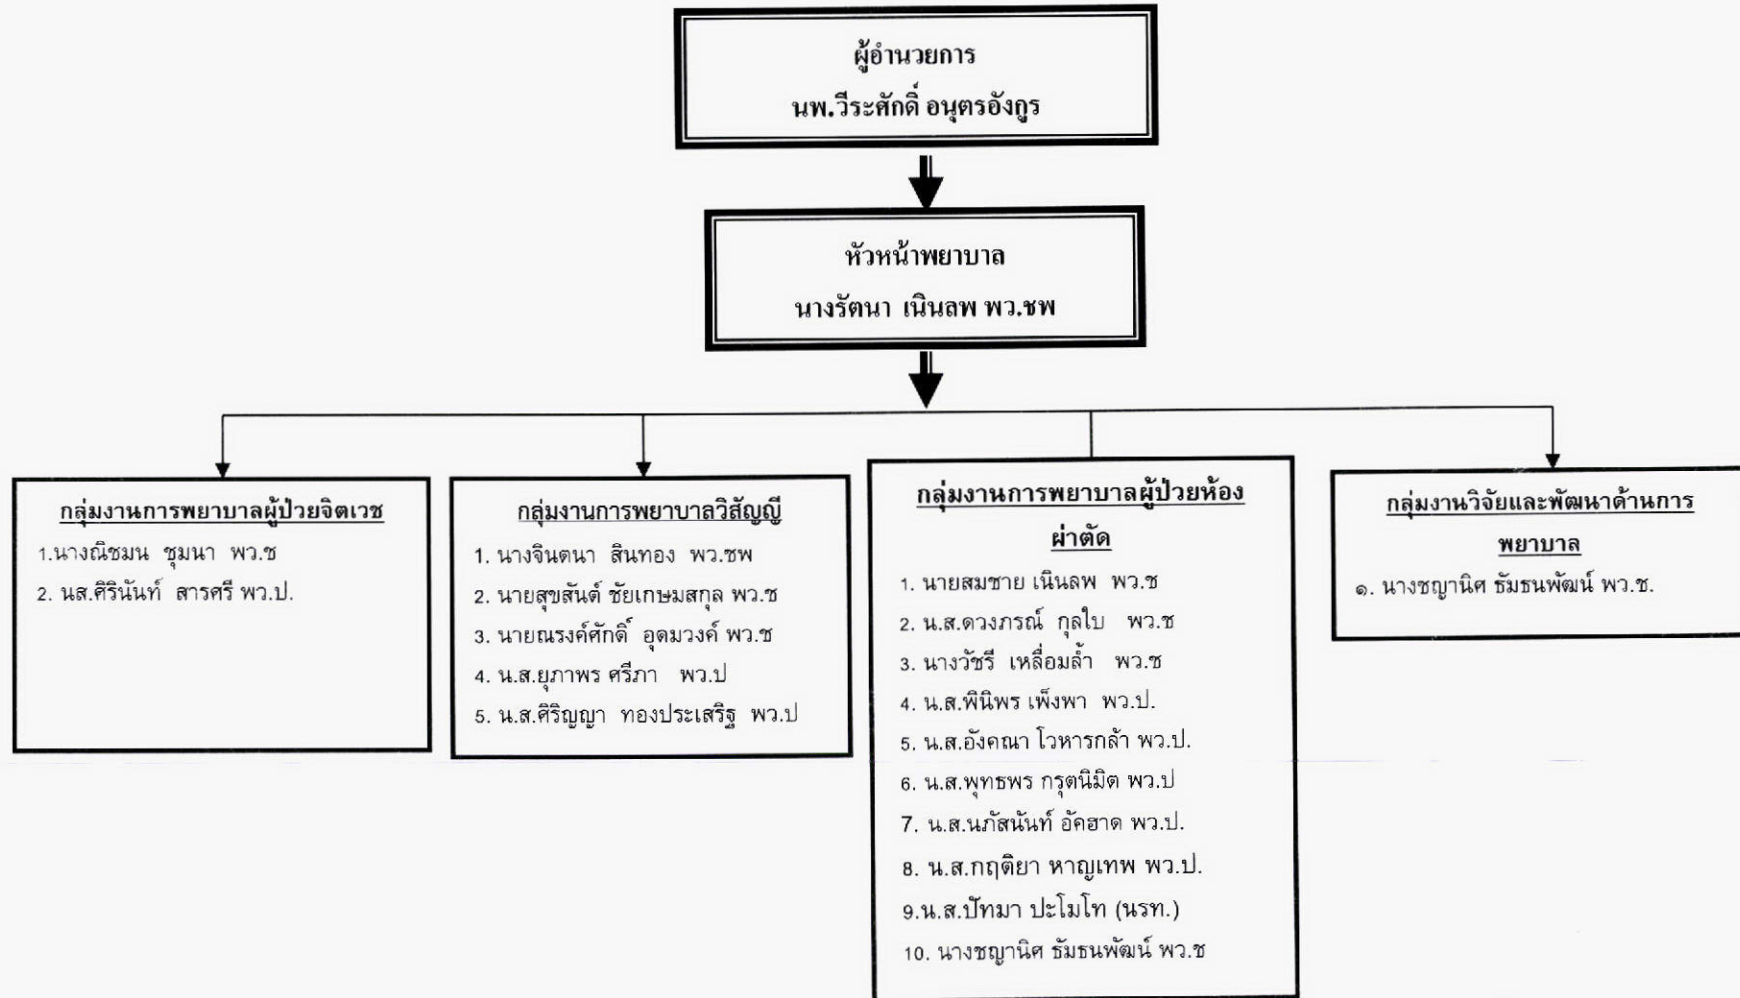 ผู้อำนวยการ
นพ.วีระศักดิ์ อนุตรอังกูร
หัวหน้าพยาบาล
นางรัตนา เนินลพ พว.ชพ
กลุ่มงานการพยาบาลผู้ป่วยจิตเวช
1.นางณิชมน ชุมนา พว.ช
2. นส.ศิรินันท์ สารศรี พว.ป.
กลุ่มงานการพยาบาลวิสัญญี
1. นางจินตนา สินทอง พว.ชพ
2. นายสุขสันต์ ชัยเกษมสกุล พว.ช
3. นายณรงค์ศักดิ์ อุดมวงค์ พว.ช
4. น.ส.ยุภาพร ศรีภา พว.ป
5. น.ส.ศิริญญา ทองประเสริฐ พว.ป
กลุ่มงานการพยาบาลผู้ป่วยห้อง
ผ่าตัด
1. นายสมชาย เนินลพ พว.ช
2. น.ส.ดวงภรณ์ กุลใบ พว.ช
3. นางวัชรี เหลื่อมล้ำ พว.ช
4. น.ส.พินิพร เพ็งพา พว.ป.
5. น.ส.อังคณา โวหารกล้า พว.ป.
6. น.ส.พุทธพร กรุตนิมิต พว.ป
7. น.ส.นภัสนันท์ อัคฮาด พว.ป.
8. น.ส.กฤติยา หาญเทพ พว.ป.
9.น.ส.ปัทมา ปะโมโท (นรท.)
10. นางชญานิศ ธัมธนพัฒน์ พว.ช
กลุ่มงานวิจัยและพัฒนาด้านการ
พยาบาล
๑. นางชญานิศ ธัมธนพัฒน์ พว.ช.